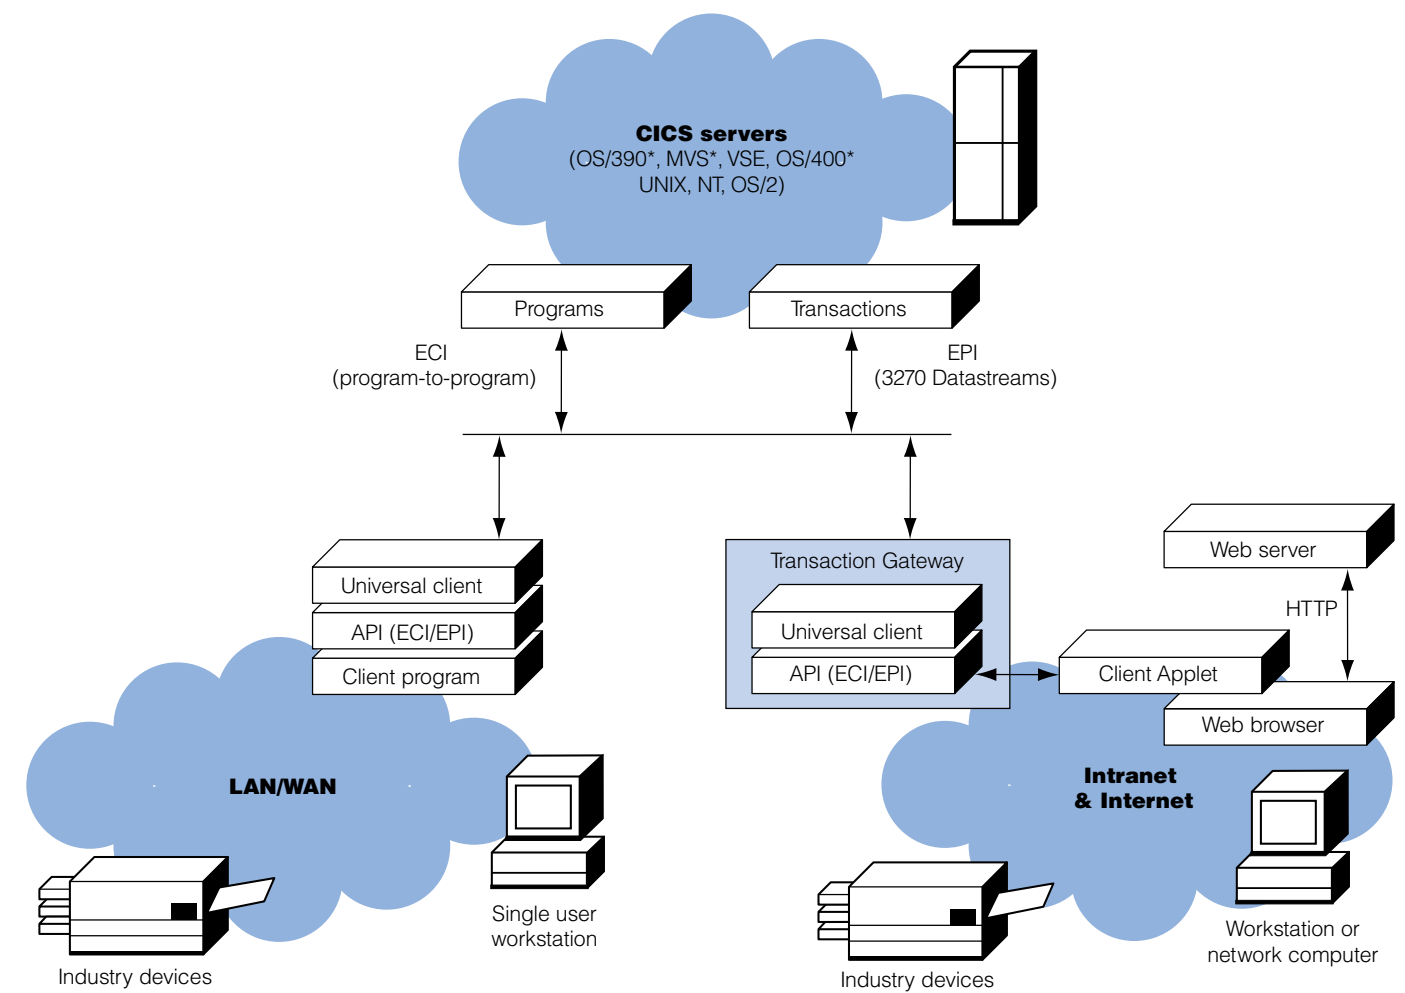 CICS servers
(OS/390*, MVS*, VSE, OS/400*
UNIX, NT, OS/2)
Programs
Transactions
ECI
(program-to-program)
EPI
(3270 Datastreams)
Universal client
API (ECI/EPI)
Client program
Transaction Gateway
Universal client
API (ECI/EPI)
Web server
HTTP
Client Applet
Web browser
LAN/WAN
Intranet
& Internet
Single user
workstation
Industry devices
Workstation or
network computer
Industry devices